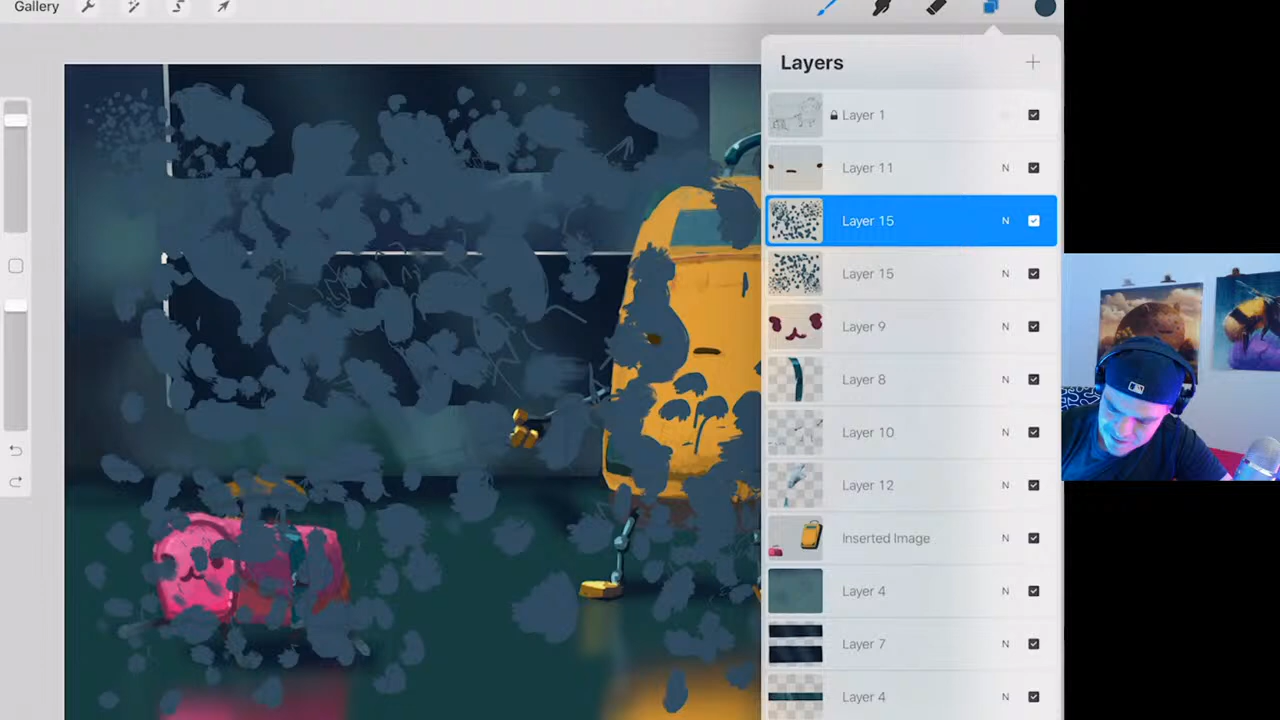 Gallery
Layers
Layer 1
Layer 11 N
Layer 15 N
Layer 15 N
Layer 9 N
Layer 8 N
Layer 10 N
Layer 12 N
Inserted Image N
Layer 4 N
Layer 7 N
Layer 4 N